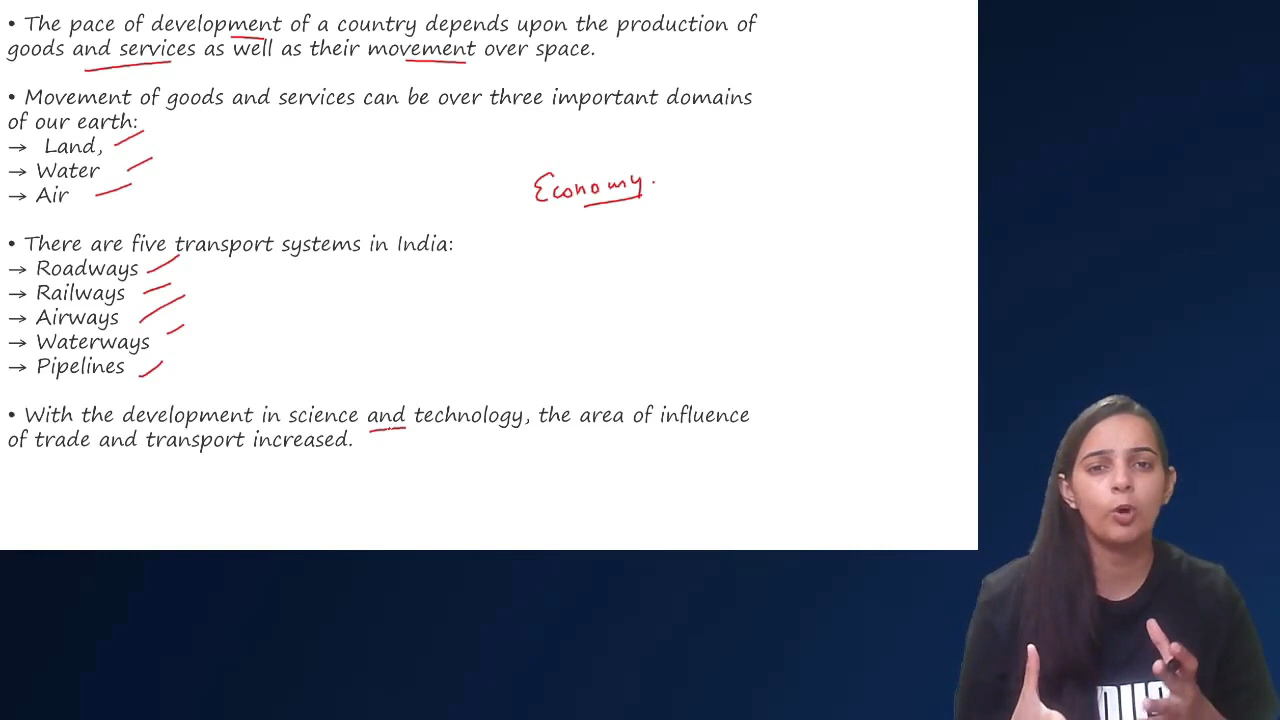 • The pace of development of a country depends upon the production of
goods and services as well as their movement over space.
• Movement of goods and services can be over three important domains
of our earth:
→ Land,
→ Water
→ Air
Economy.
• There are five transport systems in India:
→ Roadways
→ Railways
→ Airways
→ Waterways
→ Pipelines
• With the development in science and technology, the area of influence
of trade and transport increased.